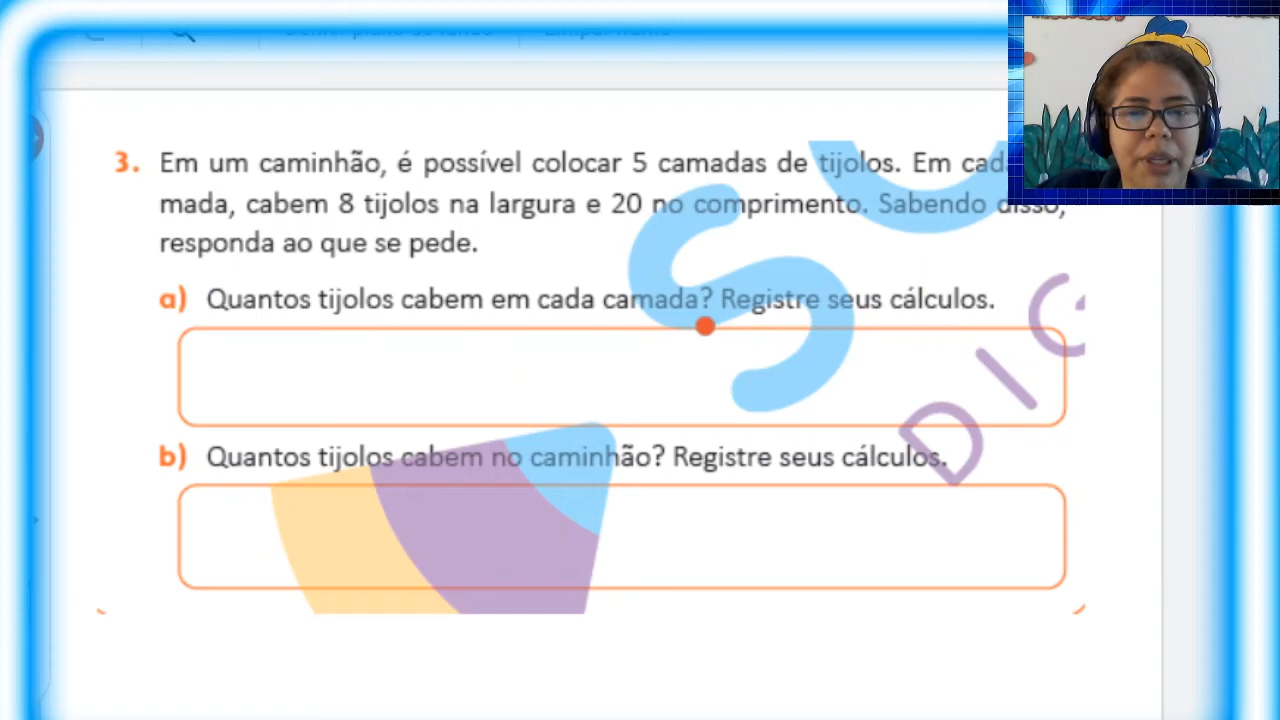 3. Em um caminhão, é possível colocar 5 camadas de tijolos. Em cad
mada, cabem 8 tijolos na largura e 20 no comprimento. Sabendo disso,
responda ao que se pede.
a) Quantos tijolos cabem em cada camada? Registre seus cálculos.
b) Quantos tijolos cabem no caminhão? Registre seus cálculos.
S
DIG